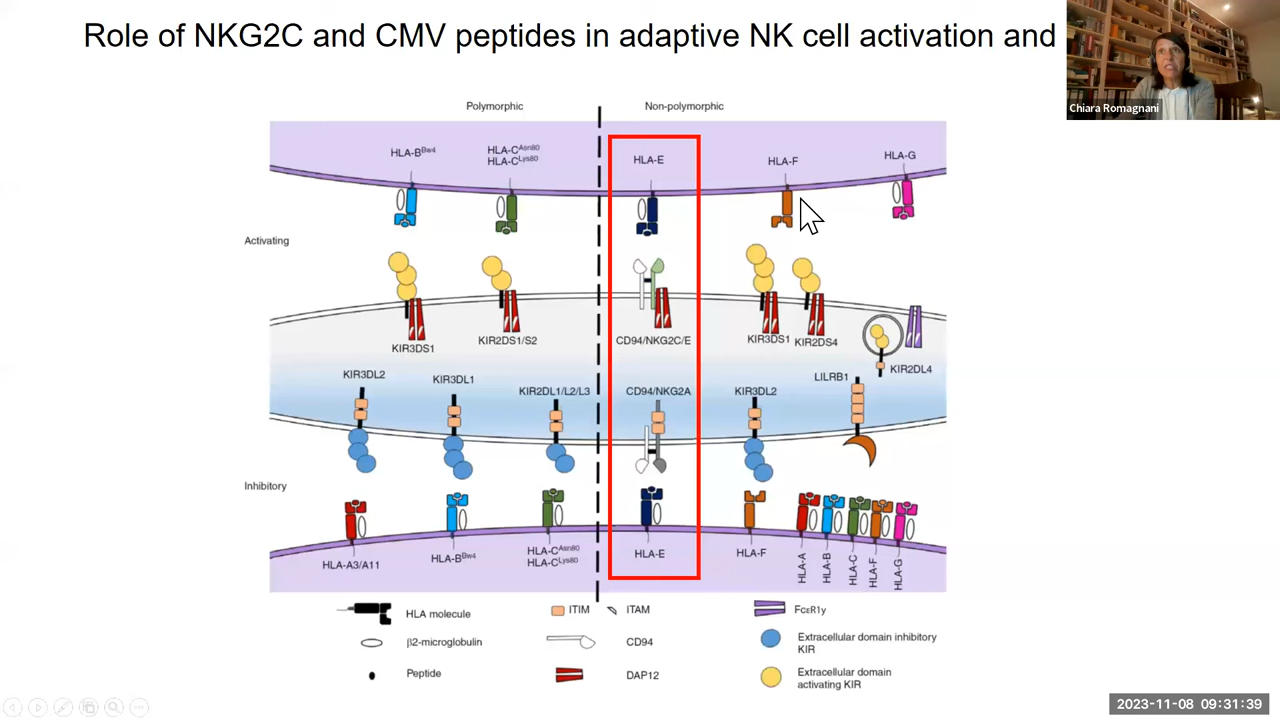 Role of NKG2C and CMV peptides in adaptive NK cell activation and
Chiara Romagnani
Polymorphic
Non-polymorphic
HLA-B^Bw4
HLA-C^Asn80
HLA-C^Lys80
HLA-E
HLA-F
HLA-G
Activating
KIR3DS1
KIR2DS1/S2
CD94/NKG2C/E
KIR3DS1
KIR2DS4
KIR2DL4
KIR3DL2
KIR3DL1
KIR2DL1/L2/L3
CD94/NKG2A
KIR3DL2
LILRB1
Inhibitory
HLA-A3/A11
HLA-B^Bw4
HLA-C^Asn80
HLA-C^Lys80
HLA-E
HLA-F
HLA-A
HLA-B
HLA-C
HLA-F
HLA-G
HLA molecule
ITIM
ITAM
FcεR1γ
β2-microglobulin
CD94
Extracellular domain inhibitory
KIR
Peptide
DAP12
Extracellular domain
activating KIR
2023-11-08 09:31:39